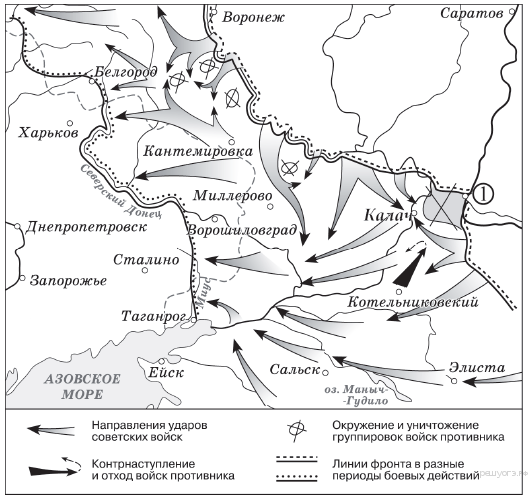 Воронеж
Саратов
Белгород
Харьков
Кантемировка
Северский Донец
Миллерово
1
Калач
Днепропетровск
Ворошиловград
Сталино
Запорожье
Миус
Котельниковский
Таганрог
Ейск
Сальск
Элиста
АЗОВСКОЕ
МОРЕ
оз. Маныч-
-Гудило
Направления ударов
советских войск
Окружение и уничтожение
группировок войск противника
Контрнаступление
и отход войск противника
Линии фронта в разные
периоды боевых действий